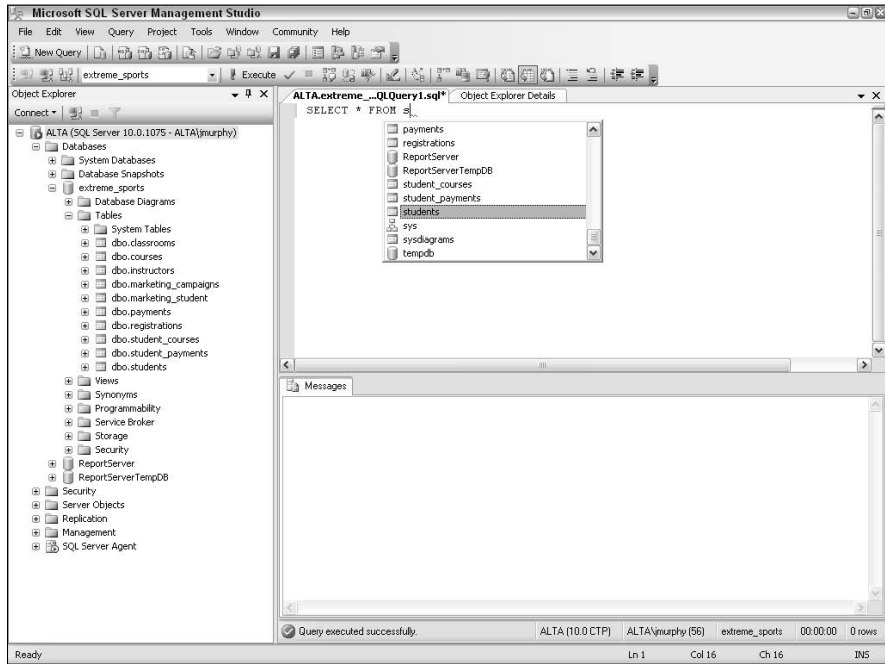 Microsoft SQL Server Management Studio
File Edit View Query Project Tools Window Community Help
New Query
extreme_sports Execute
Object Explorer
Connect
ALTA (SQL Server 10.0.1075 - ALTA\jmurphy)
Databases
System Databases
Database Snapshots
extreme_sports
Database Diagrams
Tables
System Tables
dbo.classrooms
dbo.courses
dbo.instructors
dbo.marketing_campaigns
dbo.marketing_student
dbo.payments
dbo.registrations
dbo.student_courses
dbo.student_payments
dbo.students
Views
Synonyms
Programmability
Service Broker
Storage
Security
ReportServer
ReportServerTempDB
Security
Server Objects
Replication
Management
SQL Server Agent
ALTA.extreme_...QLQuery1.sql* Object Explorer Details
SELECT * FROM s
payments
registrations
ReportServer
ReportServerTempDB
student_courses
student_payments
students
sys
sysdiagrams
tempdb
Messages
Query executed successfully. ALTA (10.0 CTP) ALTA\jmurphy (56) extreme_sports 00:00:00 0 rows
Ready Ln 1 Col 16 Ch 16 INS